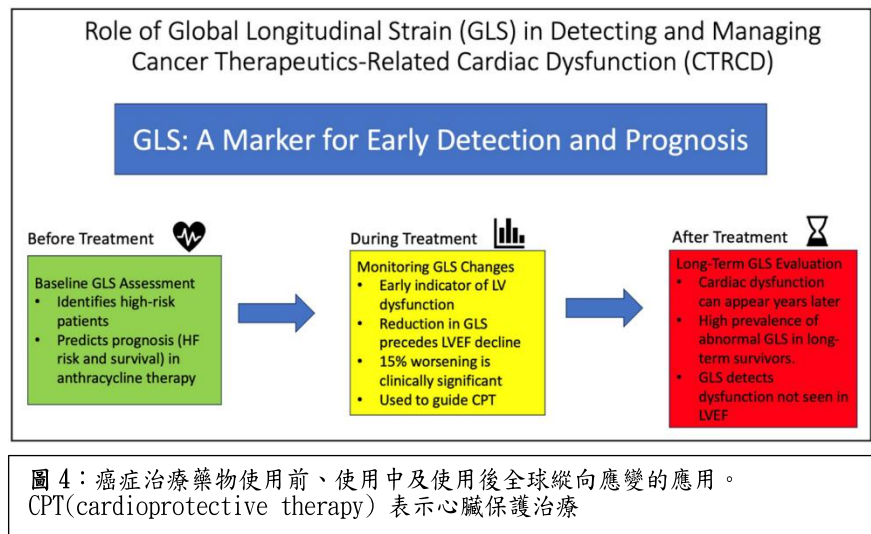 Role of Global Longitudinal Strain (GLS) in Detecting and Managing
Cancer Therapeutics-Related Cardiac Dysfunction (CTRCD)
GLS: A Marker for Early Detection and Prognosis
Before Treatment
Baseline GLS Assessment
• Identifies high-risk
patients
• Predicts prognosis (HF
risk and survival) in
anthracycline therapy
During Treatment
Monitoring GLS Changes
• Early indicator of LV
dysfunction
• Reduction in GLS
precedes LVEF decline
• 15% worsening is
clinically significant
• Used to guide CPT
After Treatment
Long-Term GLS Evaluation
• Cardiac dysfunction
can appear years later
• High prevalence of
abnormal GLS in long-
term survivors.
• GLS detects
dysfunction not seen in
LVEF
圖 4：癌症治療藥物使用前、使用中及使用後全球縱向應變的應用。
CPT(cardioprotective therapy) 表示心臟保護治療